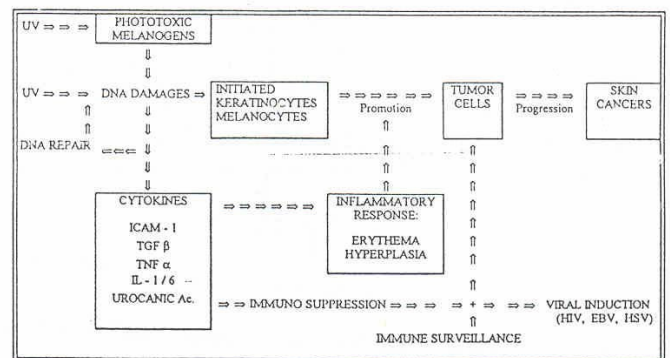 UV ⇒ ⇒ ⇒ PHOTOTOXIC
MELANOGENS
UV ⇒ ⇒ ⇒ DNA DAMAGES ⇒ INITIATED
KERATINOCYTES
MELANOCYTES
⇒ ⇒ ⇒ ⇒ ⇒ ⇒
Promotion
TUMOR
CELLS
⇒ ⇒ ⇒ ⇒
Progression
SKIN
CANCERS
DNA REPAIR ⇐⇐⇐
CYTOKINES
ICAM - 1
TGF β
TNF α
IL - 1 / 6
UROCANIC Ac.
⇒ ⇒ ⇒ ⇒ ⇒ ⇒
INFLAMMATORY
RESPONSE:
ERYTHEMA
HYPERPLASIA
⇒ ⇒ IMMUNO SUPPRESSION ⇒ ⇒ ⇒ ⇒ + ⇒ ⇒ ⇒ VIRAL INDUCTION
(HIV, EBV, HSV)
IMMUNE SURVEILLANCE